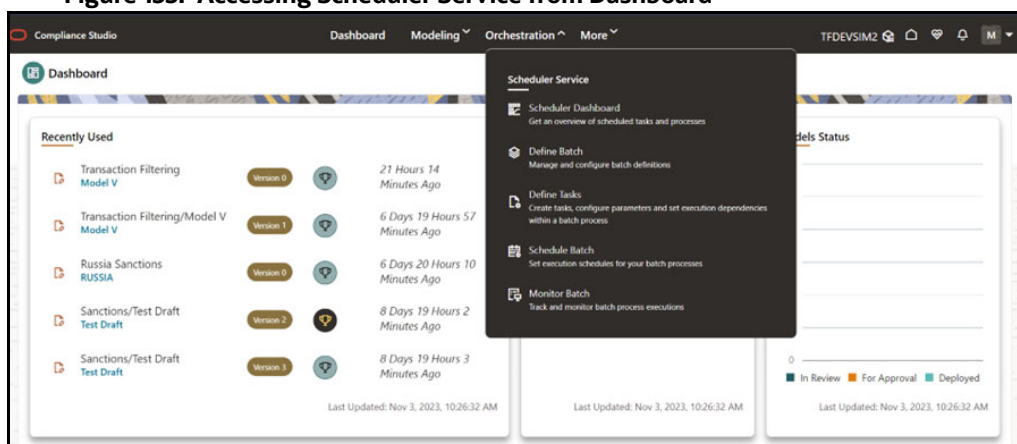 Figure 133: Accessing Scheduler Service from Dashboard
Compliance Studio
Dashboard Modeling Orchestration More
TFDEVSIM2
M
Dashboard
Recently Used
Transaction Filtering
Model V
Version 0
21 Hours 14
Minutes Ago
Transaction Filtering/Model V
Model V
Version 1
6 Days 19 Hours 57
Minutes Ago
Russia Sanctions
RUSSIA
Version 0
6 Days 20 Hours 10
Minutes Ago
Sanctions/Test Draft
Test Draft
Version 2
8 Days 19 Hours 2
Minutes Ago
Sanctions/Test Draft
Test Draft
Version 3
8 Days 19 Hours 3
Minutes Ago
Last Updated: Nov 3, 2023, 10:26:32 AM
Scheduler Service
Scheduler Dashboard
Get an overview of scheduled tasks and processes
Define Batch
Manage and configure batch definitions
Define Tasks
Create tasks, configure parameters and set execution dependencies
within a batch process
Schedule Batch
Set execution schedules for your batch processes
Monitor Batch
Track and monitor batch process executions
Last Updated: Nov 3, 2023, 10:26:32 AM
dels Status
0
In Review For Approval Deployed
Last Updated: Nov 3, 2023, 10:26:32 AM